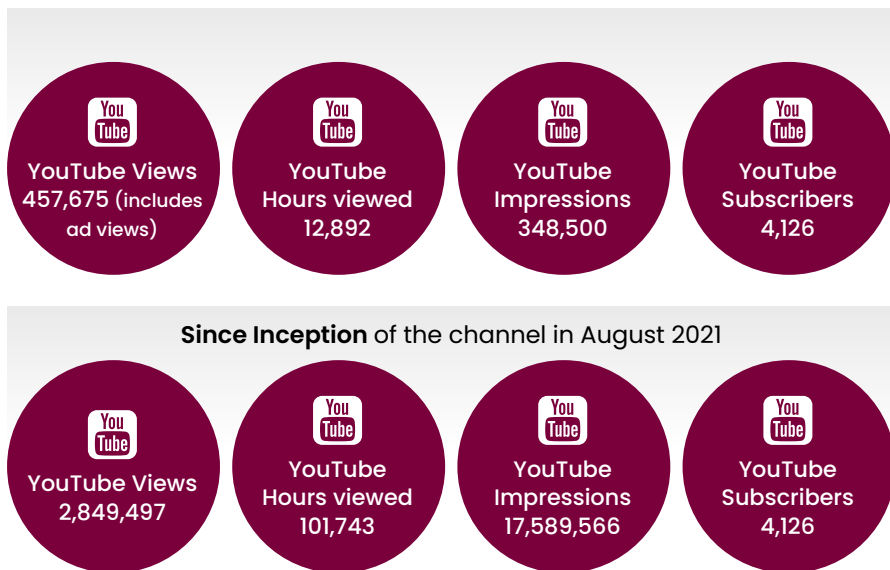 You
Tube
YouTube Views
457,675 (includes
ad views)
You
Tube
YouTube
Hours viewed
12,892
You
Tube
YouTube
Impressions
348,500
You
Tube
YouTube
Subscribers
4,126
Since Inception of the channel in August 2021
You
Tube
YouTube Views
2,849,497
You
Tube
YouTube
Hours viewed
101,743
You
Tube
YouTube
Impressions
17,589,566
You
Tube
YouTube
Subscribers
4,126